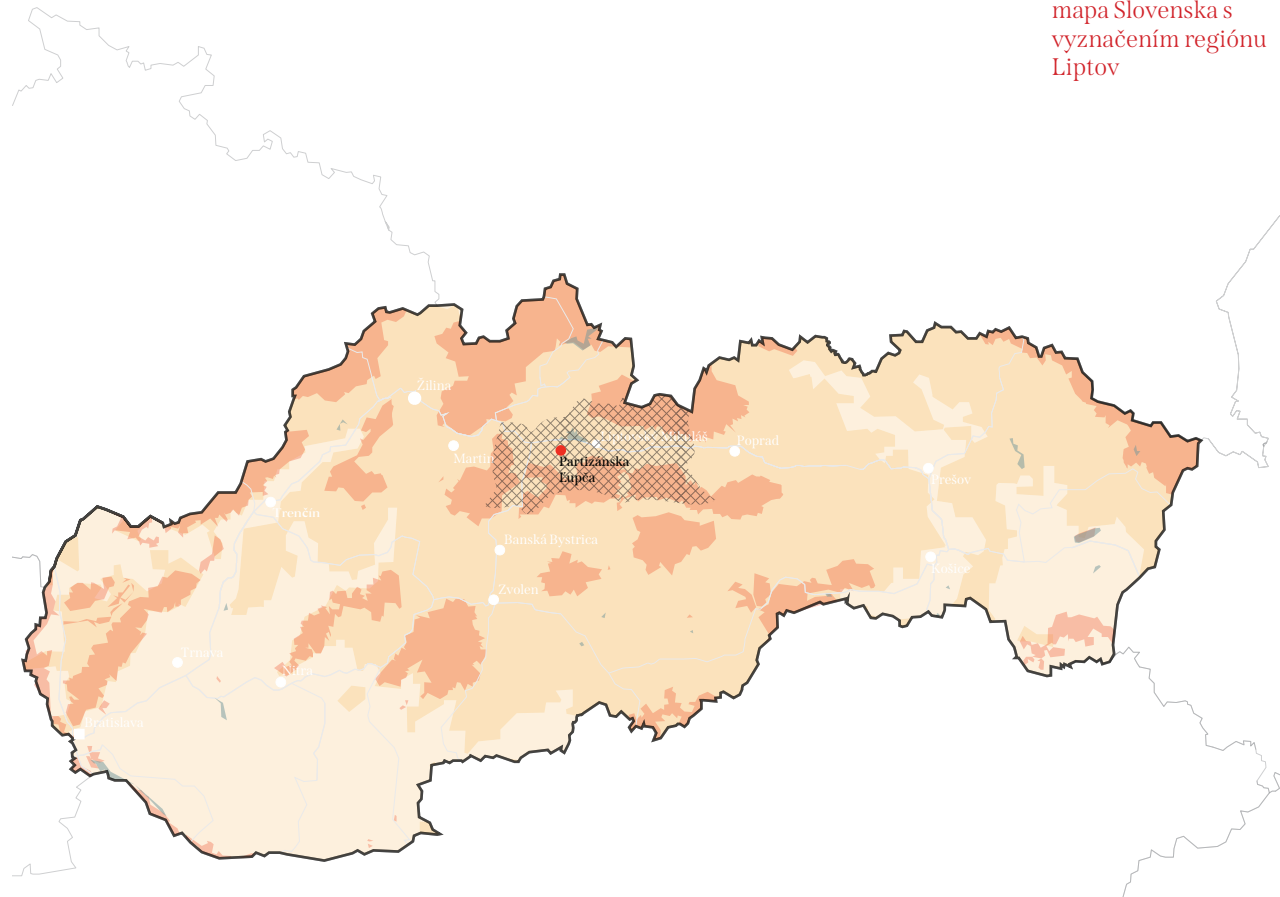 mapa Slovenska s
vyznačením regiónu
Liptov
Žilina
Martin
Poprad
Partizánska
Ľupča
Prešov
Trenčín
Banská Bystrica
Košice
Zvolen
Trnava
Nitra
Bratislava